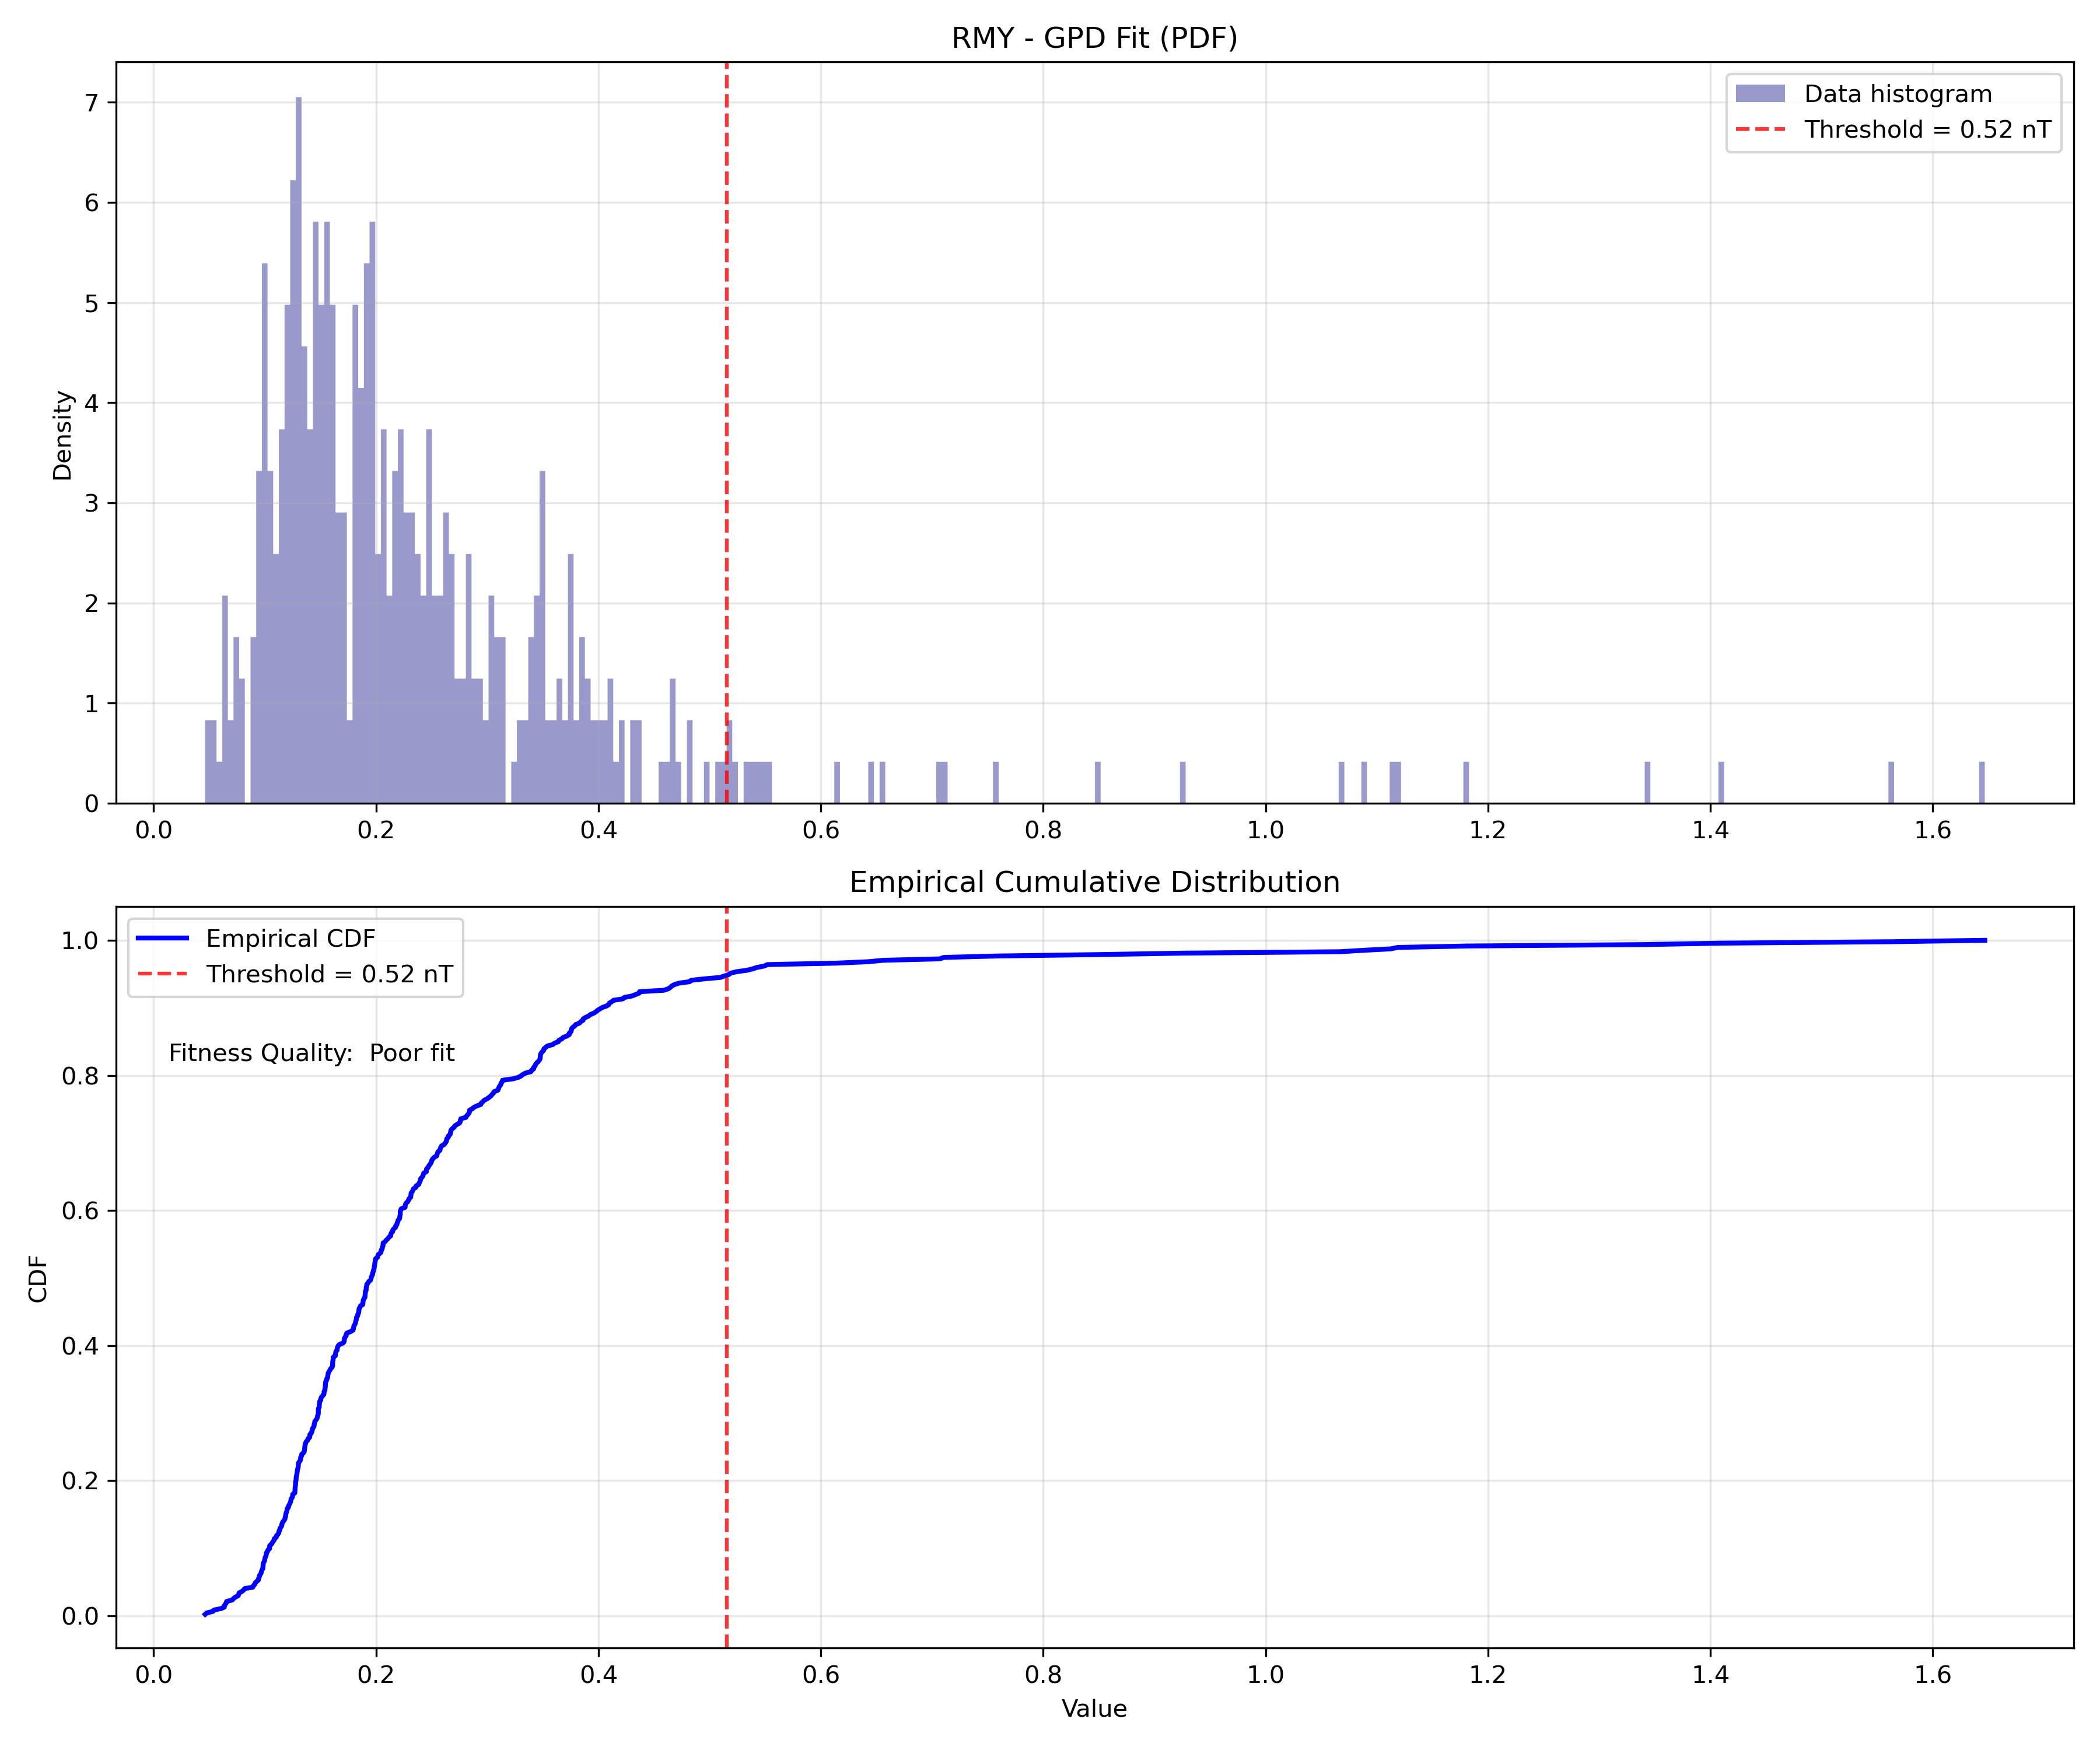 RMY - GPD Fit (PDF)
Data histogram
Threshold = 0.52 nT
Density
7
6
5
4
3
2
1
0
0.0 0.2 0.4 0.6 0.8 1.0 1.2 1.4 1.6
Empirical Cumulative Distribution
Empirical CDF
Threshold = 0.52 nT
Fitness Quality:  Poor fit
CDF
1.0
0.8
0.6
0.4
0.2
0.0
0.0 0.2 0.4 0.6 0.8 1.0 1.2 1.4 1.6
Value